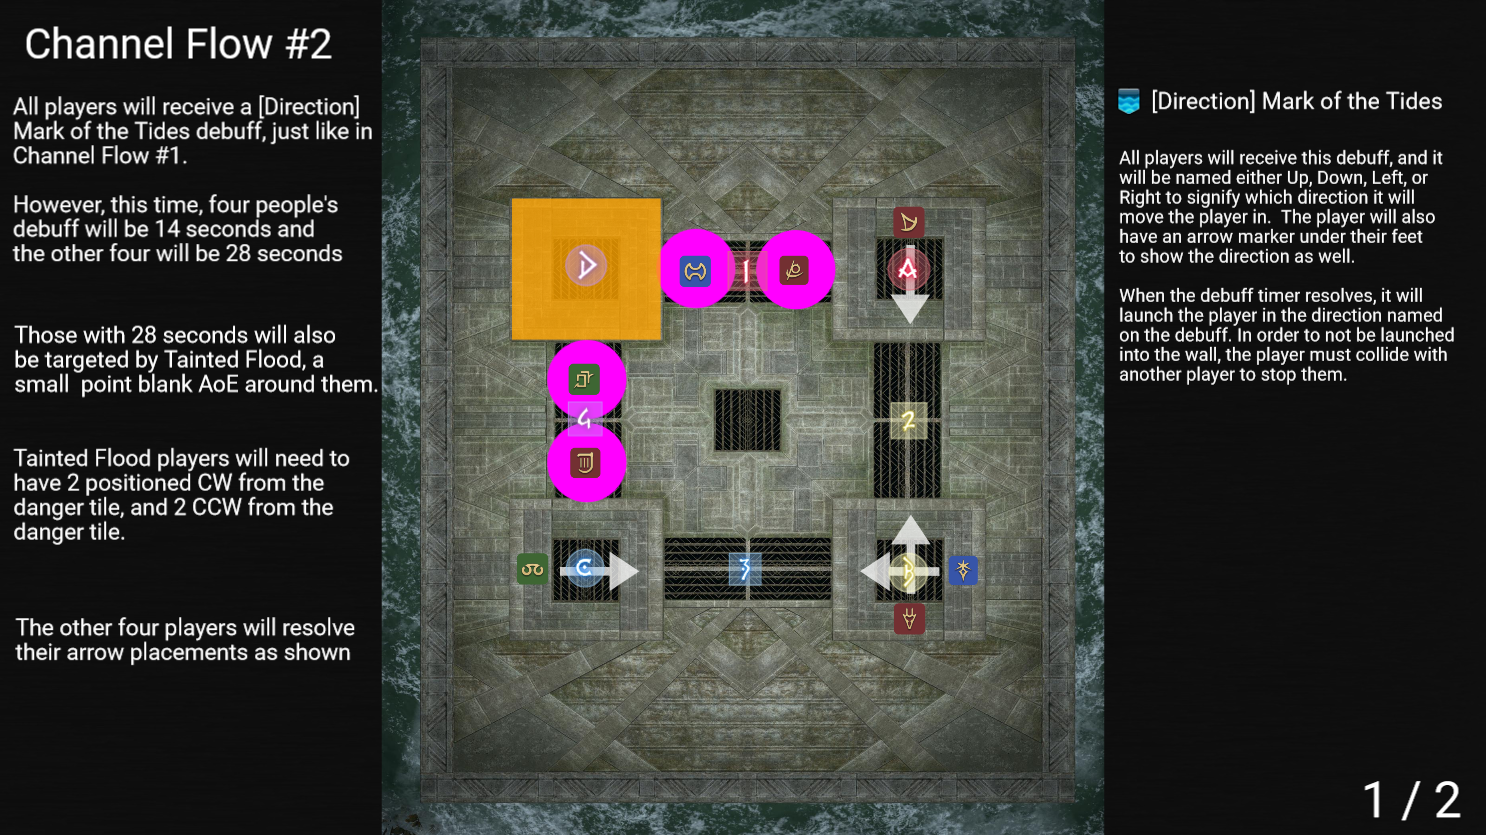 Channel Flow #2
All players will receive a [Direction]
Mark of the Tides debuff, just like in
Channel Flow #1.
However, this time, four people's
debuff will be 14 seconds and
the other four will be 28 seconds
Those with 28 seconds will also
be targeted by Tainted Flood, a
small point blank AoE around them.
Tainted Flood players will need to
have 2 positioned CW from the
danger tile, and 2 CCW from the
danger tile.
The other four players will resolve
their arrow placements as shown
D
1
A
4
2
C
3
B
[Direction] Mark of the Tides
All players will receive this debuff, and it
will be named either Up, Down, Left, or
Right to signify which direction it will
move the player in. The player will also
have an arrow marker under their feet
to show the direction as well.
When the debuff timer resolves, it will
launch the player in the direction named
on the debuff. In order to not be launched
into the wall, the player must collide with
another player to stop them.
1 / 2